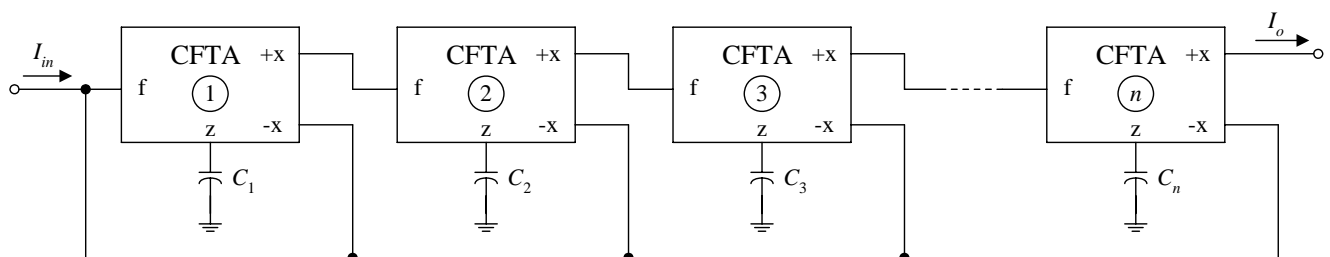 I_in
CFTA +x
f 1
z -x
C_1
CFTA +x
f 2
z -x
C_2
CFTA +x
f 3
z -x
C_3
CFTA +x
f n
z -x
C_n
I_o